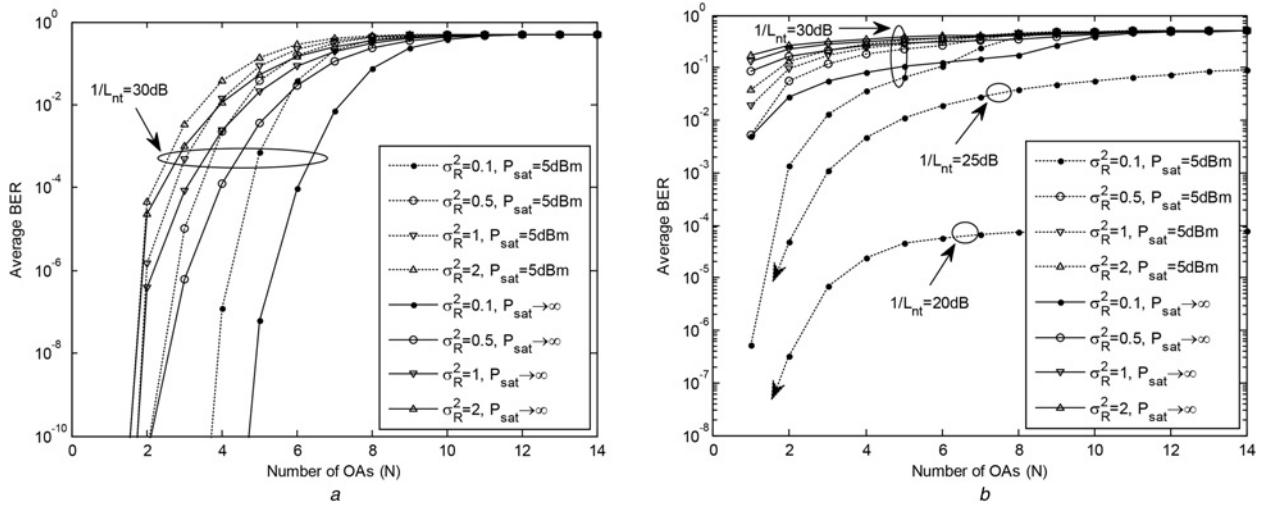 10^0
10^-2
10^-4
10^-6
10^-8
10^-10
Average BER
1/L_nt=30dB
σ_R^2=0.1, P_sat=5dBm
σ_R^2=0.5, P_sat=5dBm
σ_R^2=1, P_sat=5dBm
σ_R^2=2, P_sat=5dBm
σ_R^2=0.1, P_sat→∞
σ_R^2=0.5, P_sat→∞
σ_R^2=1, P_sat→∞
σ_R^2=2, P_sat→∞
2 4 6 8 10 12 14
Number of OAs (N)
a
10^0
10^-1
10^-2
10^-3
10^-4
10^-5
10^-6
10^-7
10^-8
Average BER
1/L_nt=30dB
1/L_nt=25dB
1/L_nt=20dB
σ_R^2=0.1, P_sat=5dBm
σ_R^2=0.5, P_sat=5dBm
σ_R^2=1, P_sat=5dBm
σ_R^2=2, P_sat=5dBm
σ_R^2=0.1, P_sat→∞
σ_R^2=0.5, P_sat→∞
σ_R^2=1, P_sat→∞
σ_R^2=2, P_sat→∞
0 2 4 6 8 10 12 14
Number of OAs (N)
b